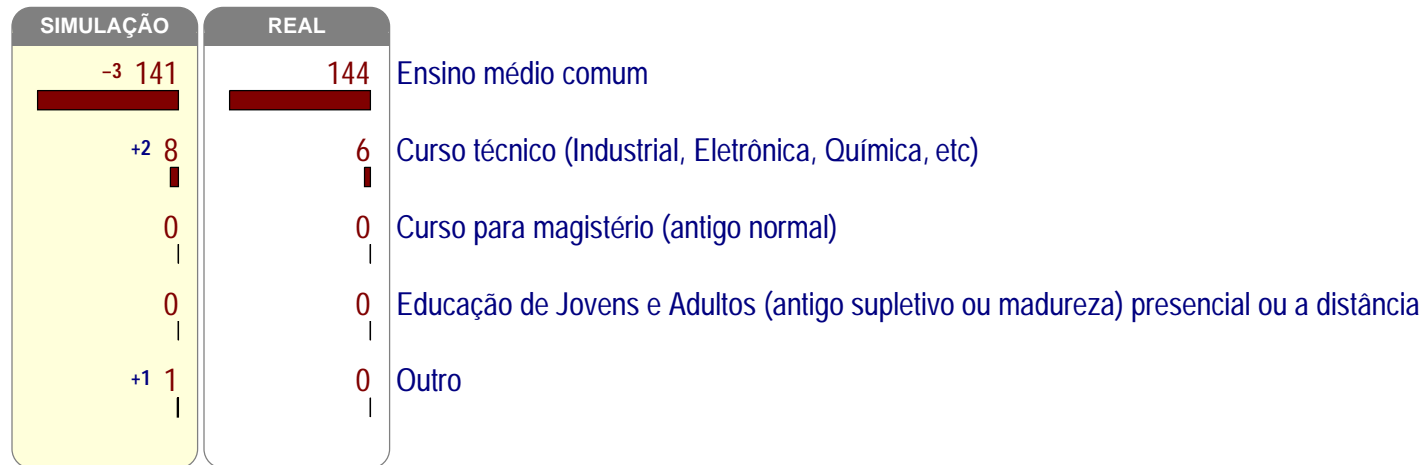 SIMULAÇÃO REAL
–3 141 144 Ensino médio comum
+2 8 6 Curso técnico (Industrial, Eletrônica, Química, etc)
0 0 Curso para magistério (antigo normal)
0 0 Educação de Jovens e Adultos (antigo supletivo ou madureza) presencial ou a distância
+1 1 0 Outro